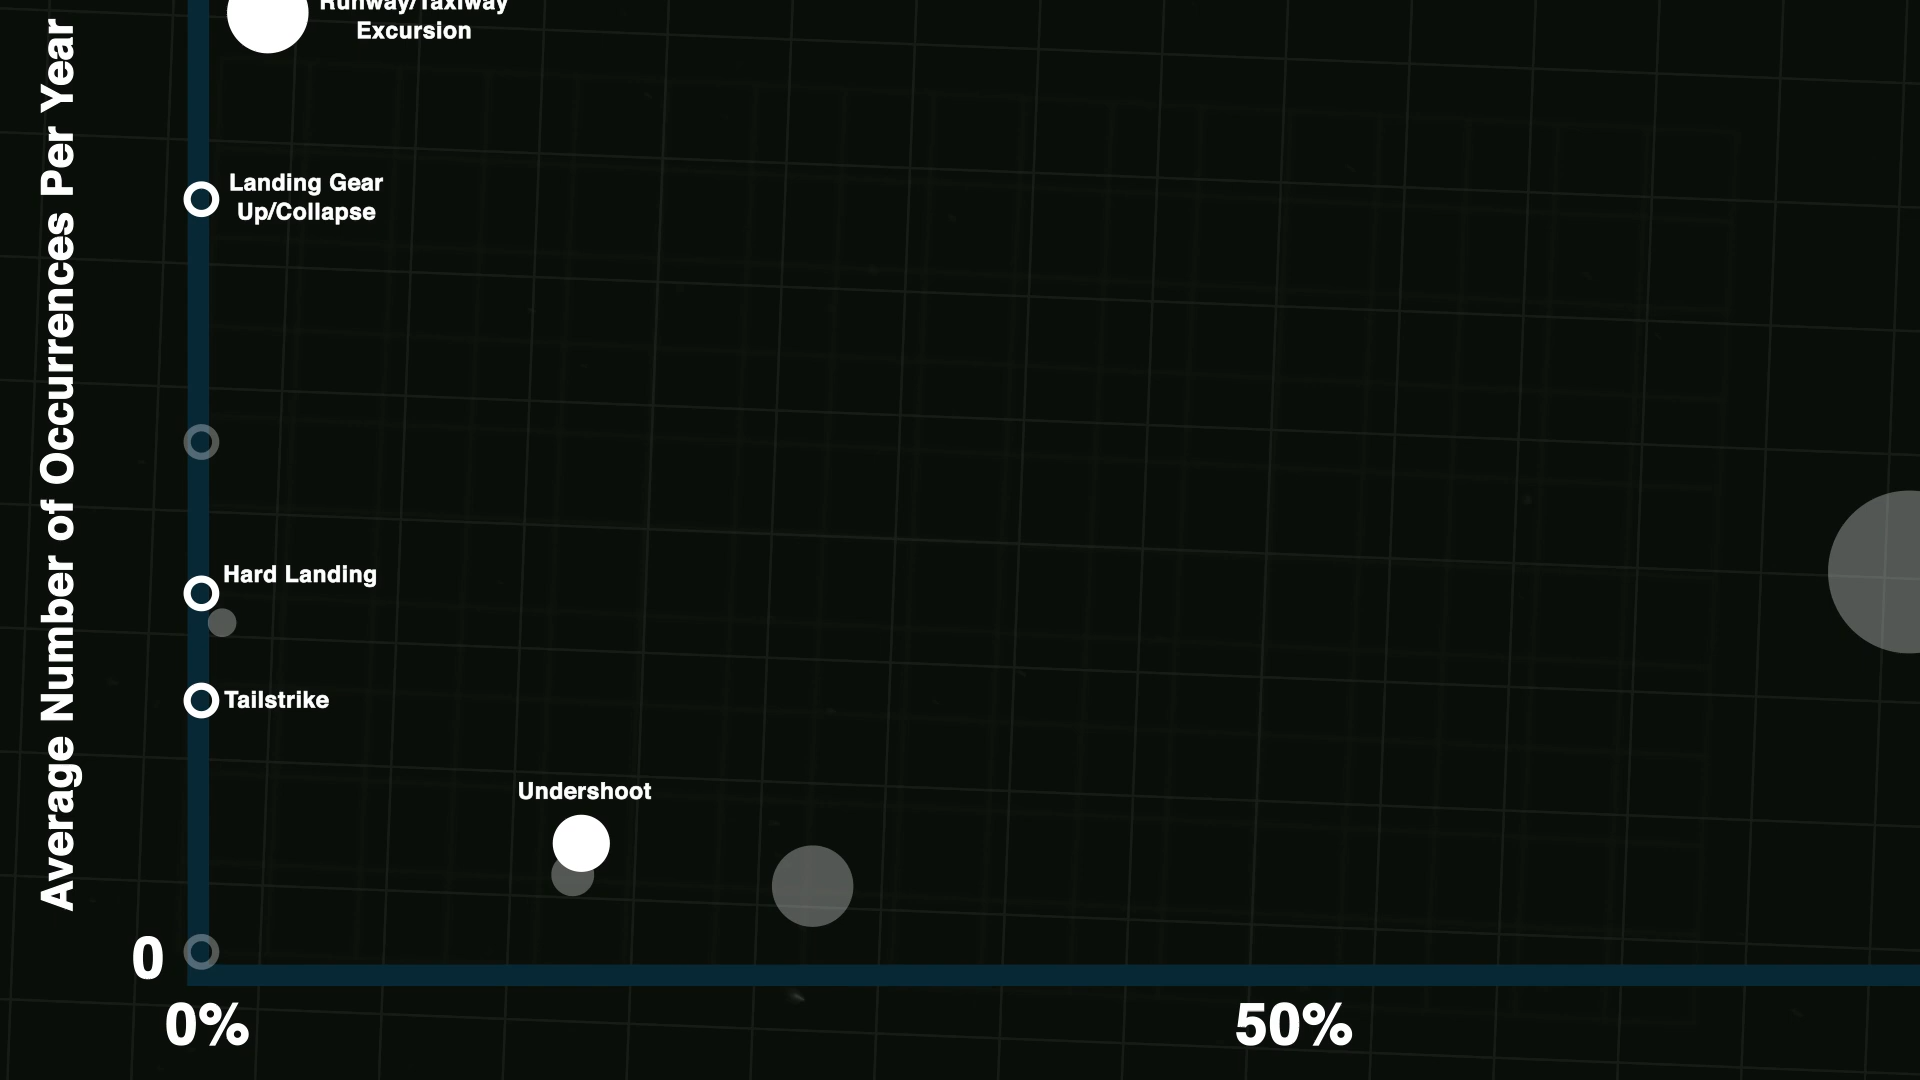 Runway/Taxiway
Excursion
Average Number of Occurrences Per Year
Landing Gear
Up/Collapse
Hard Landing
Tailstrike
Undershoot
0
0%
50%